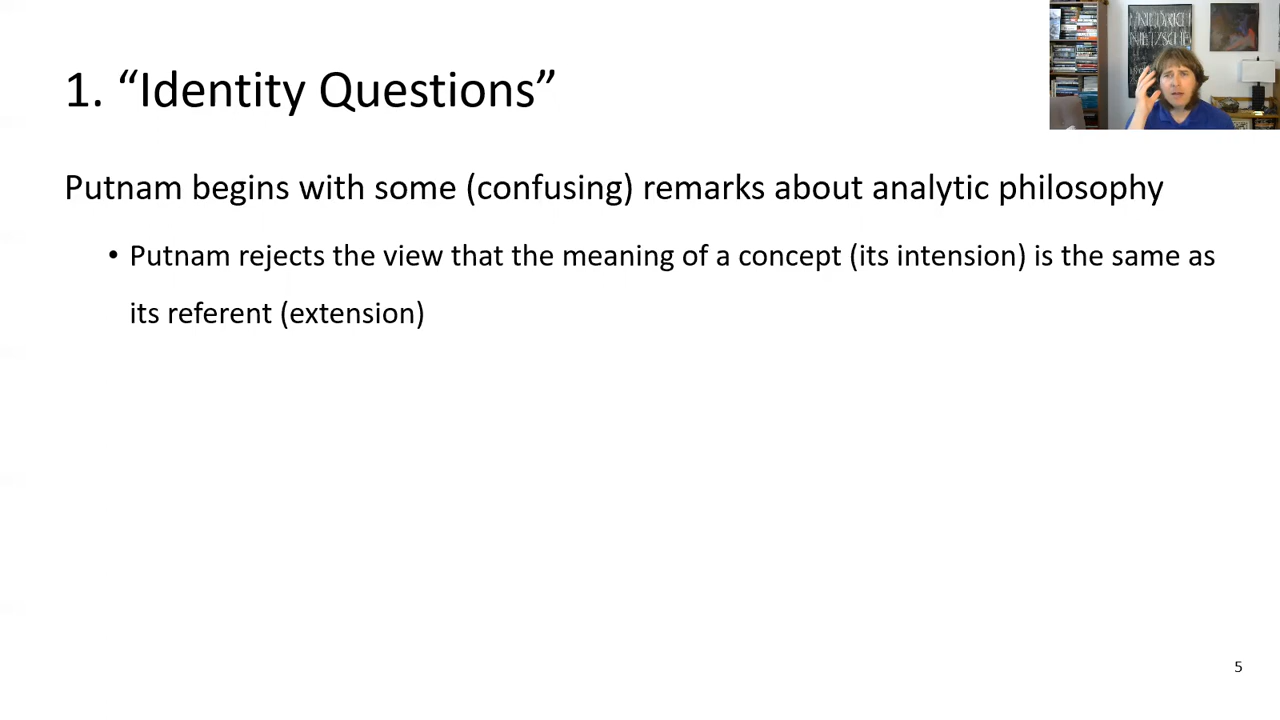 1. “Identity Questions”
Putnam begins with some (confusing) remarks about analytic philosophy
• Putnam rejects the view that the meaning of a concept (its intension) is the same as
its referent (extension)
NIETZSCHE
5